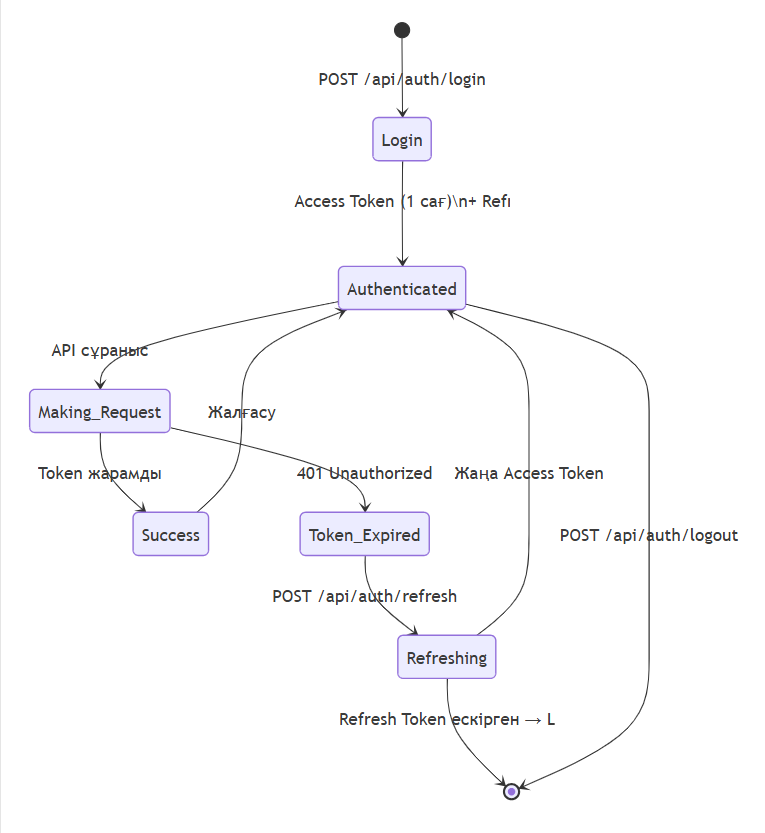 POST /api/auth/login
Login
Access Token (1 сағ)\n+ Refr
Authenticated
API сұраныс
Making_Request
Жалғасу
Token жарамды
401 Unauthorized
Жаңа Access Token
Success
Token_Expired
POST /api/auth/logout
POST /api/auth/refresh
Refreshing
Refresh Token ескірген → L